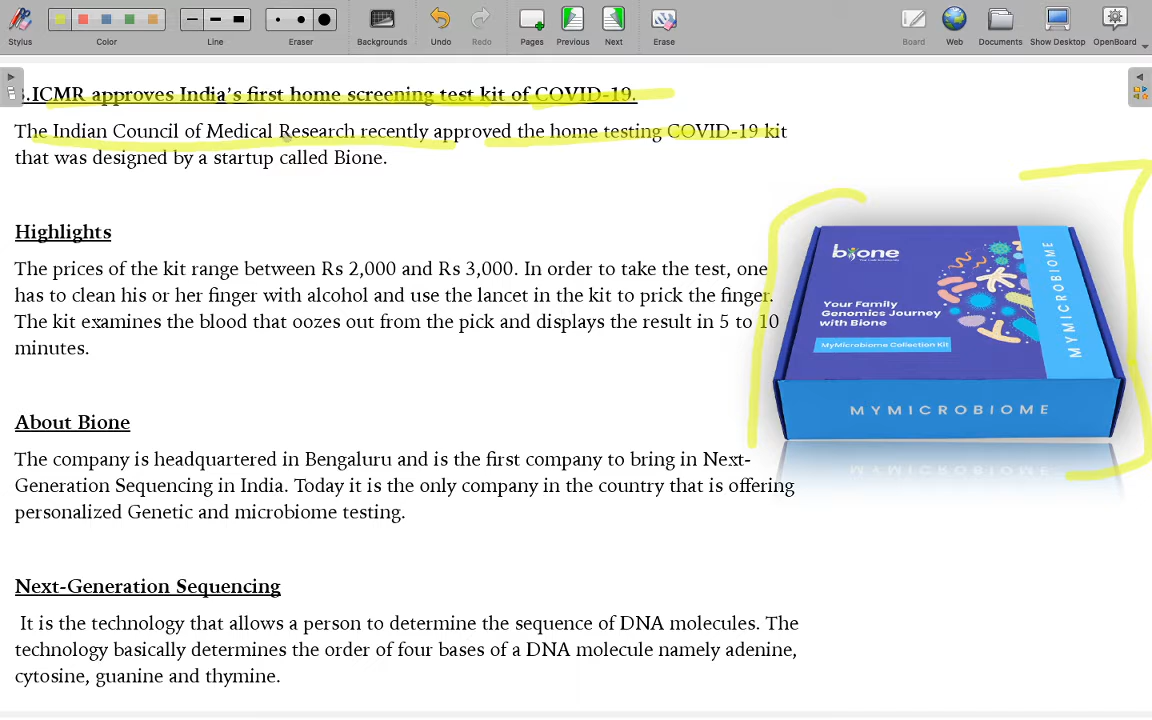 Stylus
Color
Line
Eraser
Backgrounds
Undo
Redo
Pages
Previous
Next
Erase
Board
Web
Documents
Show Desktop
OpenBoard
.ICMR approves India's first home screening test kit of COVID-19.
The Indian Council of Medical Research recently approved the home testing COVID-19 kit
that was designed by a startup called Bione.
Highlights
The prices of the kit range between Rs 2,000 and Rs 3,000. In order to take the test, one
has to clean his or her finger with alcohol and use the lancet in the kit to prick the finger.
The kit examines the blood that oozes out from the pick and displays the result in 5 to 10
minutes.
bione
Your Family
Genomics Journey
with Bione
MyMicrobiome Collection Kit
MYMICROBIOME
MYMICROBIOME
About Bione
The company is headquartered in Bengaluru and is the first company to bring in Next-
Generation Sequencing in India. Today it is the only company in the country that is offering
personalized Genetic and microbiome testing.
Next-Generation Sequencing
It is the technology that allows a person to determine the sequence of DNA molecules. The
technology basically determines the order of four bases of a DNA molecule namely adenine,
cytosine, guanine and thymine.